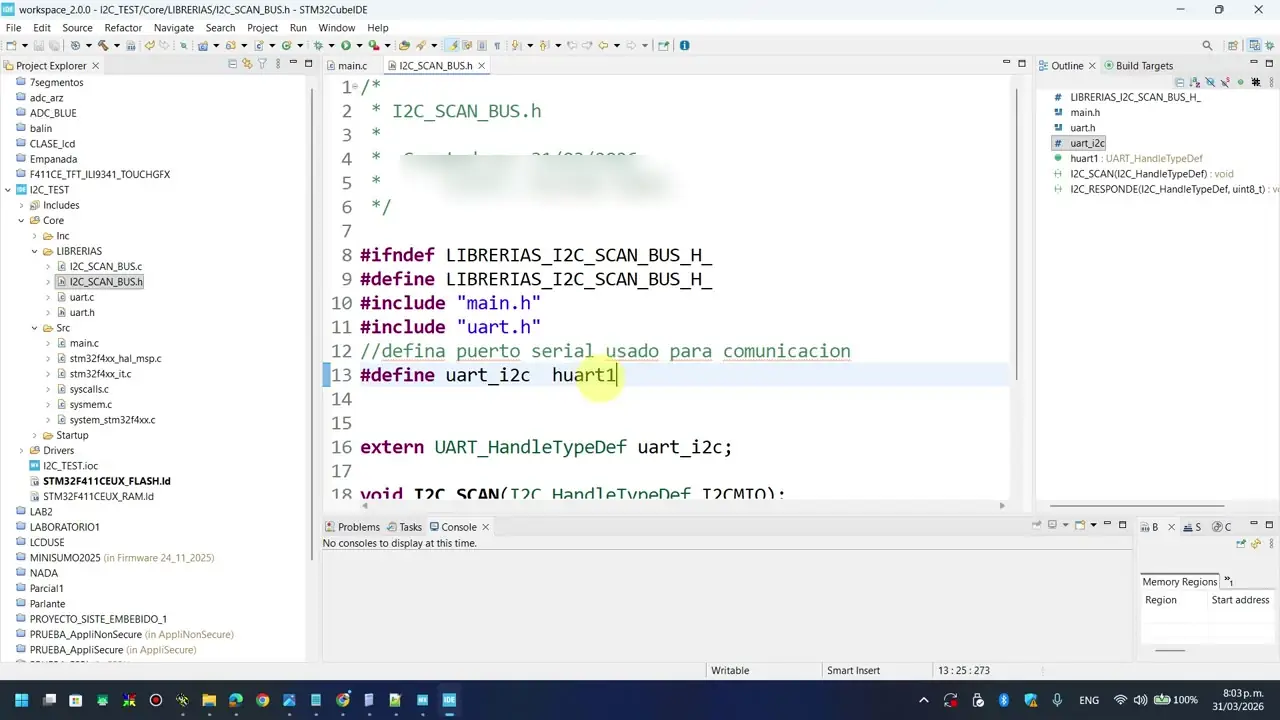 workspace_2.0.0 - I2C_TEST/Core/LIBRERIAS/I2C_SCAN_BUS.h - STM32CubeIDE
File Edit Source Refactor Navigate Search Project Run Window Help
Project Explorer
7segmentos
adc_arz
ADC_BLUE
balin
CLASE_lcd
Empanada
F411CE_TFT_ILI9341_TOUCHGFX
I2C_TEST
Includes
Core
Inc
LIBRERIAS
I2C_SCAN_BUS.c
I2C_SCAN_BUS.h
uart.c
uart.h
Src
main.c
stm32f4xx_hal_msp.c
stm32f4xx_it.c
syscalls.c
sysmem.c
system_stm32f4xx.c
Startup
Drivers
I2C_TEST.ioc
STM32F411CEUX_FLASH.ld
STM32F411CEUX_RAM.ld
LAB2
LABORATORIO1
LCDUSE
MINISUMO2025 (in Firmware 24_11_2025)
NADA
Parcial1
Parlante
PROYECTO_SISTE_EMBEBIDO_1
PRUEBA_AppliNonSecure (in AppliNonSecure)
PRUEBA_AppliSecure (in AppliSecure)
main.c I2C_SCAN_BUS.h
1 /*
2 * I2C_SCAN_BUS.h
3 *
4 *
5 *
6 */
7
8 #ifndef LIBRERIAS_I2C_SCAN_BUS_H_
9 #define LIBRERIAS_I2C_SCAN_BUS_H_
10 #include "main.h"
11 #include "uart.h"
12 //defina puerto serial usado para comunicacion
13 #define uart_i2c huart1
14
15
16 extern UART_HandleTypeDef uart_i2c;
17
18 void I2C_SCAN(I2C_HandleTypeDef I2CMIO);
Outline Build Targets
# LIBRERIAS_I2C_SCAN_BUS_H_
main.h
uart.h
# uart_i2c
huart1 : UART_HandleTypeDef
I2C_SCAN(I2C_HandleTypeDef) : void
I2C_RESPONDE(I2C_HandleTypeDef, uint8_t) : v
Problems Tasks Console
No consoles to display at this time.
B S C
Memory Regions »1
Region Start address
Writable Smart Insert 13 : 25 : 273
ENG 100% 8:03 p.m.
31/03/2026